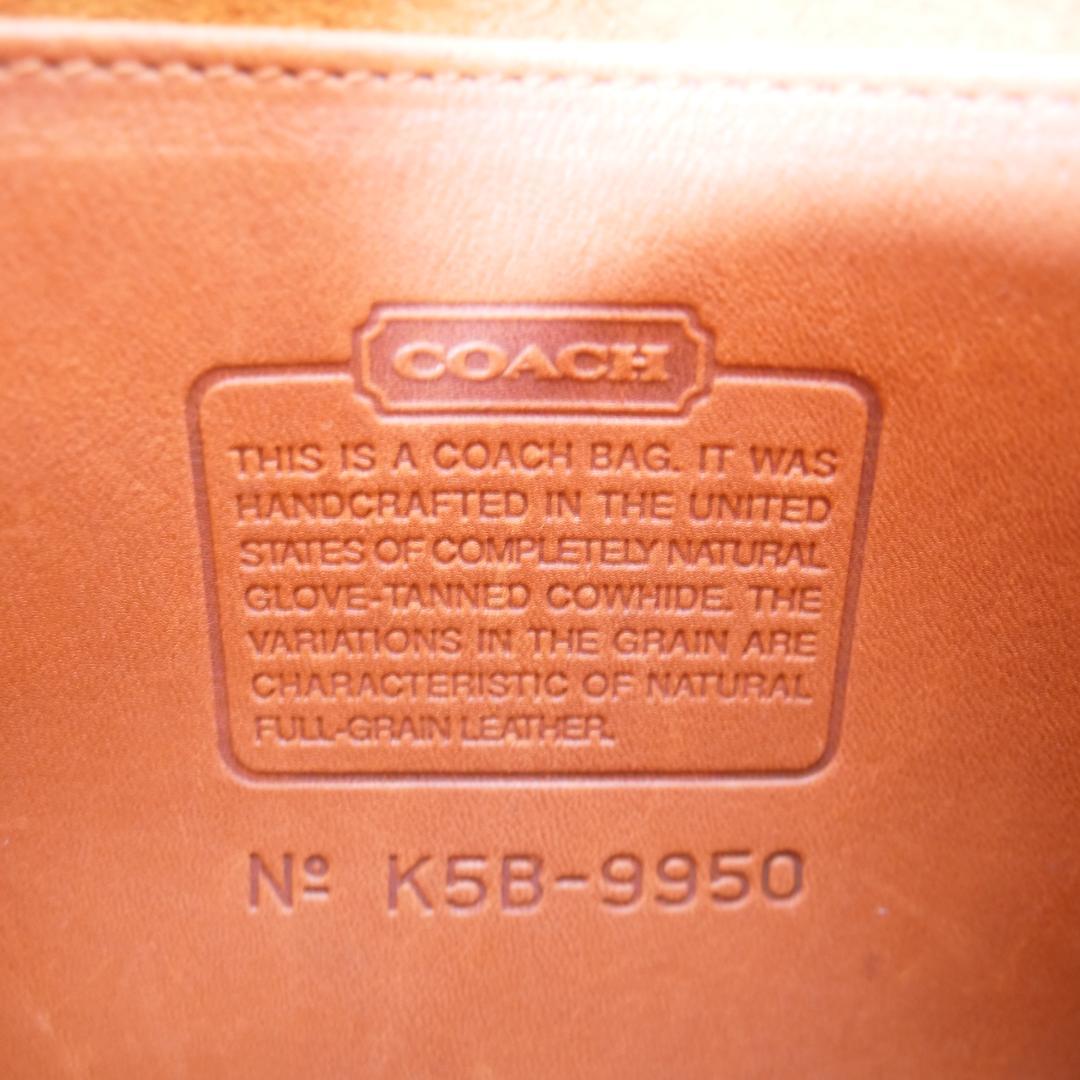 COACH
THIS IS A COACH BAG. IT WAS
HANDCRAFTED IN THE UNITED
STATES OF COMPLETELY NATURAL
GLOVE-TANNED COWHIDE. THE
VARIATIONS IN THE GRAIN ARE
CHARACTERISTIC OF NATURAL
FULL-GRAIN LEATHER.
Nº K5B-9950